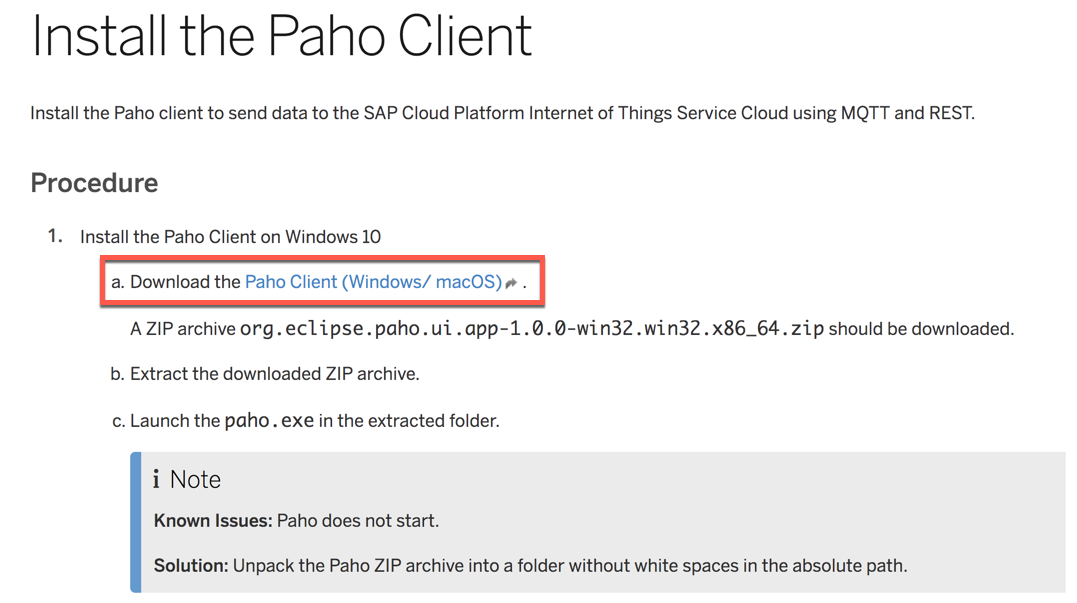 Install the Paho Client
Install the Paho client to send data to the SAP Cloud Platform Internet of Things Service Cloud using MQTT and REST.
Procedure
1. Install the Paho Client on Windows 10
a. Download the Paho Client (Windows/ macOS) .
A ZIP archive org.eclipse.paho.ui.app-1.0.0-win32.win32.x86_64.zip should be downloaded.
b. Extract the downloaded ZIP archive.
c. Launch the paho.exe in the extracted folder.
i Note
Known Issues: Paho does not start.
Solution: Unpack the Paho ZIP archive into a folder without white spaces in the absolute path.